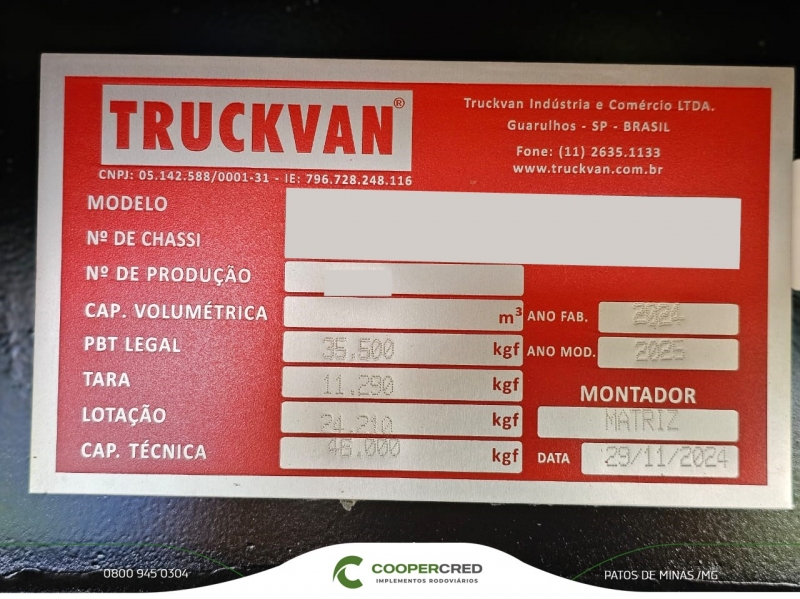 TRUCKVAN®
CNPJ: 05.142.588/0001-31 - IE: 796.728.248.116
Truckvan Indústria e Comércio LTDA.
Guarulhos - SP - BRASIL
Fone: (11) 2635.1133
www.truckvan.com.br
MODELO
Nº DE CHASSI
Nº DE PRODUÇÃO
CAP. VOLUMÉTRICA m³ ANO FAB. 2024
PBT LEGAL 35.500 kgf ANO MOD. 2025
TARA 11.290 kgf
MONTADOR
LOTAÇÃO 24.210 kgf MATRIZ
CAP. TÉCNICA 46.000 kgf DATA 29/11/2024
0800 945 0304
COOPERCRED
IMPLEMENTOS RODOVIÁRIOS
PATOS DE MINAS /MG